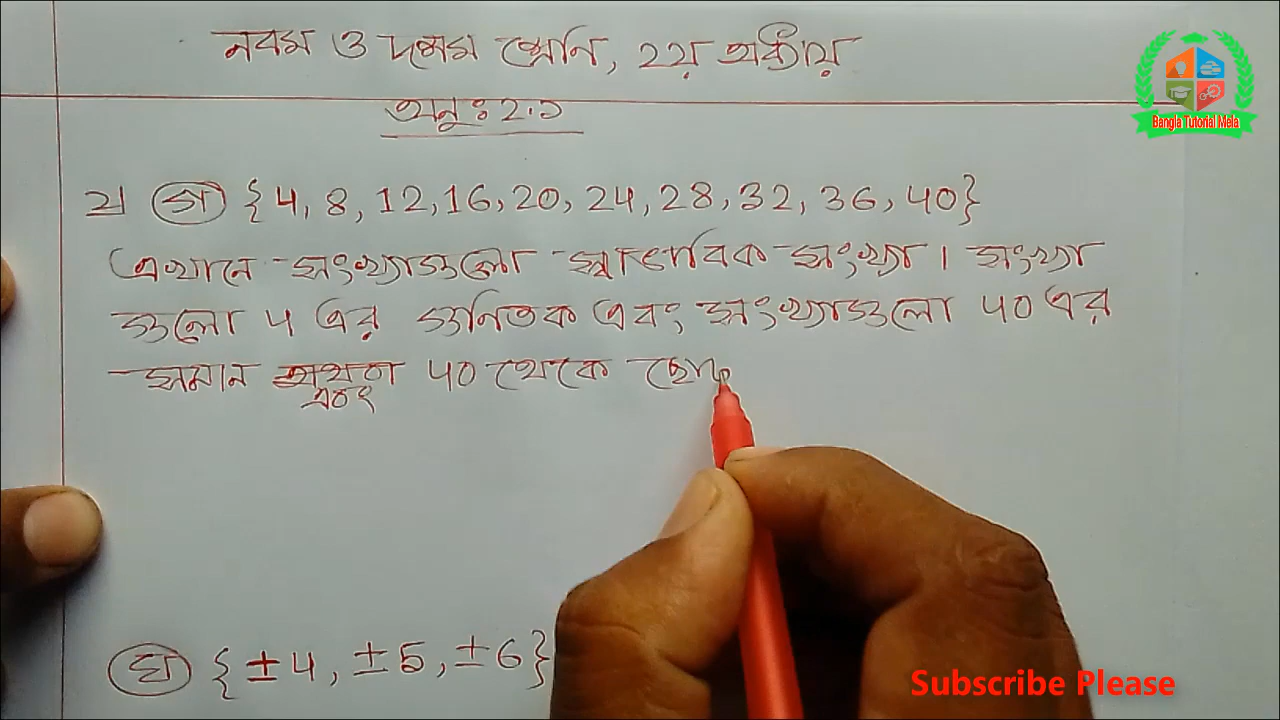 নবম ও দশম শ্রেনি, ২য় অধ্যায়
অনুঃ ২.১
Bangla Tutorial Mela
২। (গ) {4, 8, 12, 16, 20, 24, 28, 32, 36, 40}
এখানে সংখ্যাগুলো স্বাভাবিক সংখ্যা। সংখ্যা
গুলো 4 এর গুনিতক এবং সংখ্যাগুলো 40 এর
সমান অথবা 40 থেকে ছোট
এবং
(ঘ) {±4, ±5, ±6}
Subscribe Please